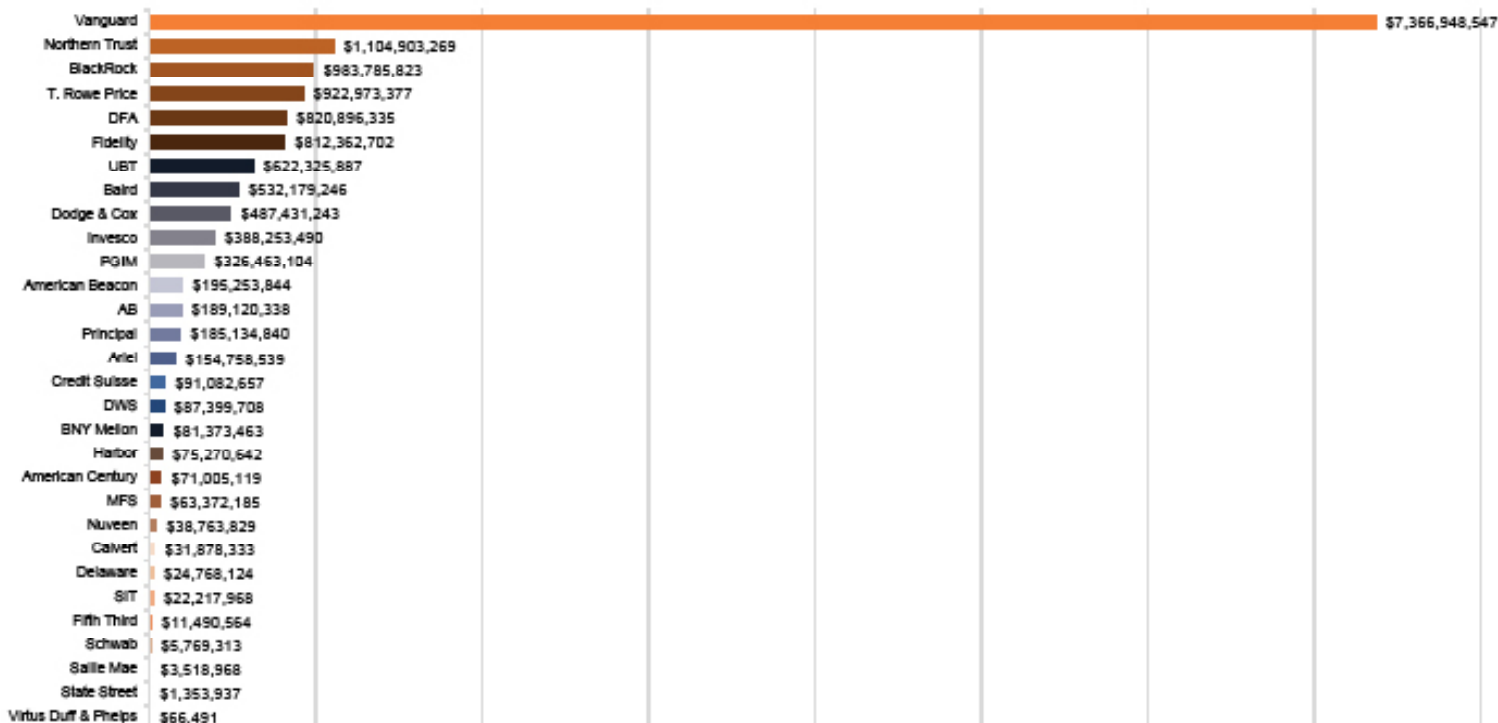 Vanguard $7,366,948,547
Northern Trust $1,104,903,269
BlackRock $983,785,823
T. Rowe Price $922,973,377
DFA $820,896,335
Fidelity $812,362,702
UBT $622,325,887
Baird $532,179,246
Dodge & Cox $487,431,243
Invesco $388,253,490
PGIM $326,463,104
American Beacon $195,253,844
AB $189,120,338
Principal $185,134,840
Ariel $154,758,539
Credit Suisse $91,082,657
DWS $87,399,708
BNY Mellon $81,373,463
Harbor $75,270,642
American Century $71,005,119
MFS $63,372,185
Nuveen $38,763,829
Calvert $31,878,333
Delaware $24,768,124
SIT $22,217,968
Fifth Third $11,490,564
Schwab $5,769,313
Sallie Mae $3,518,968
State Street $1,353,937
Virtus Duff & Phelps $66,491